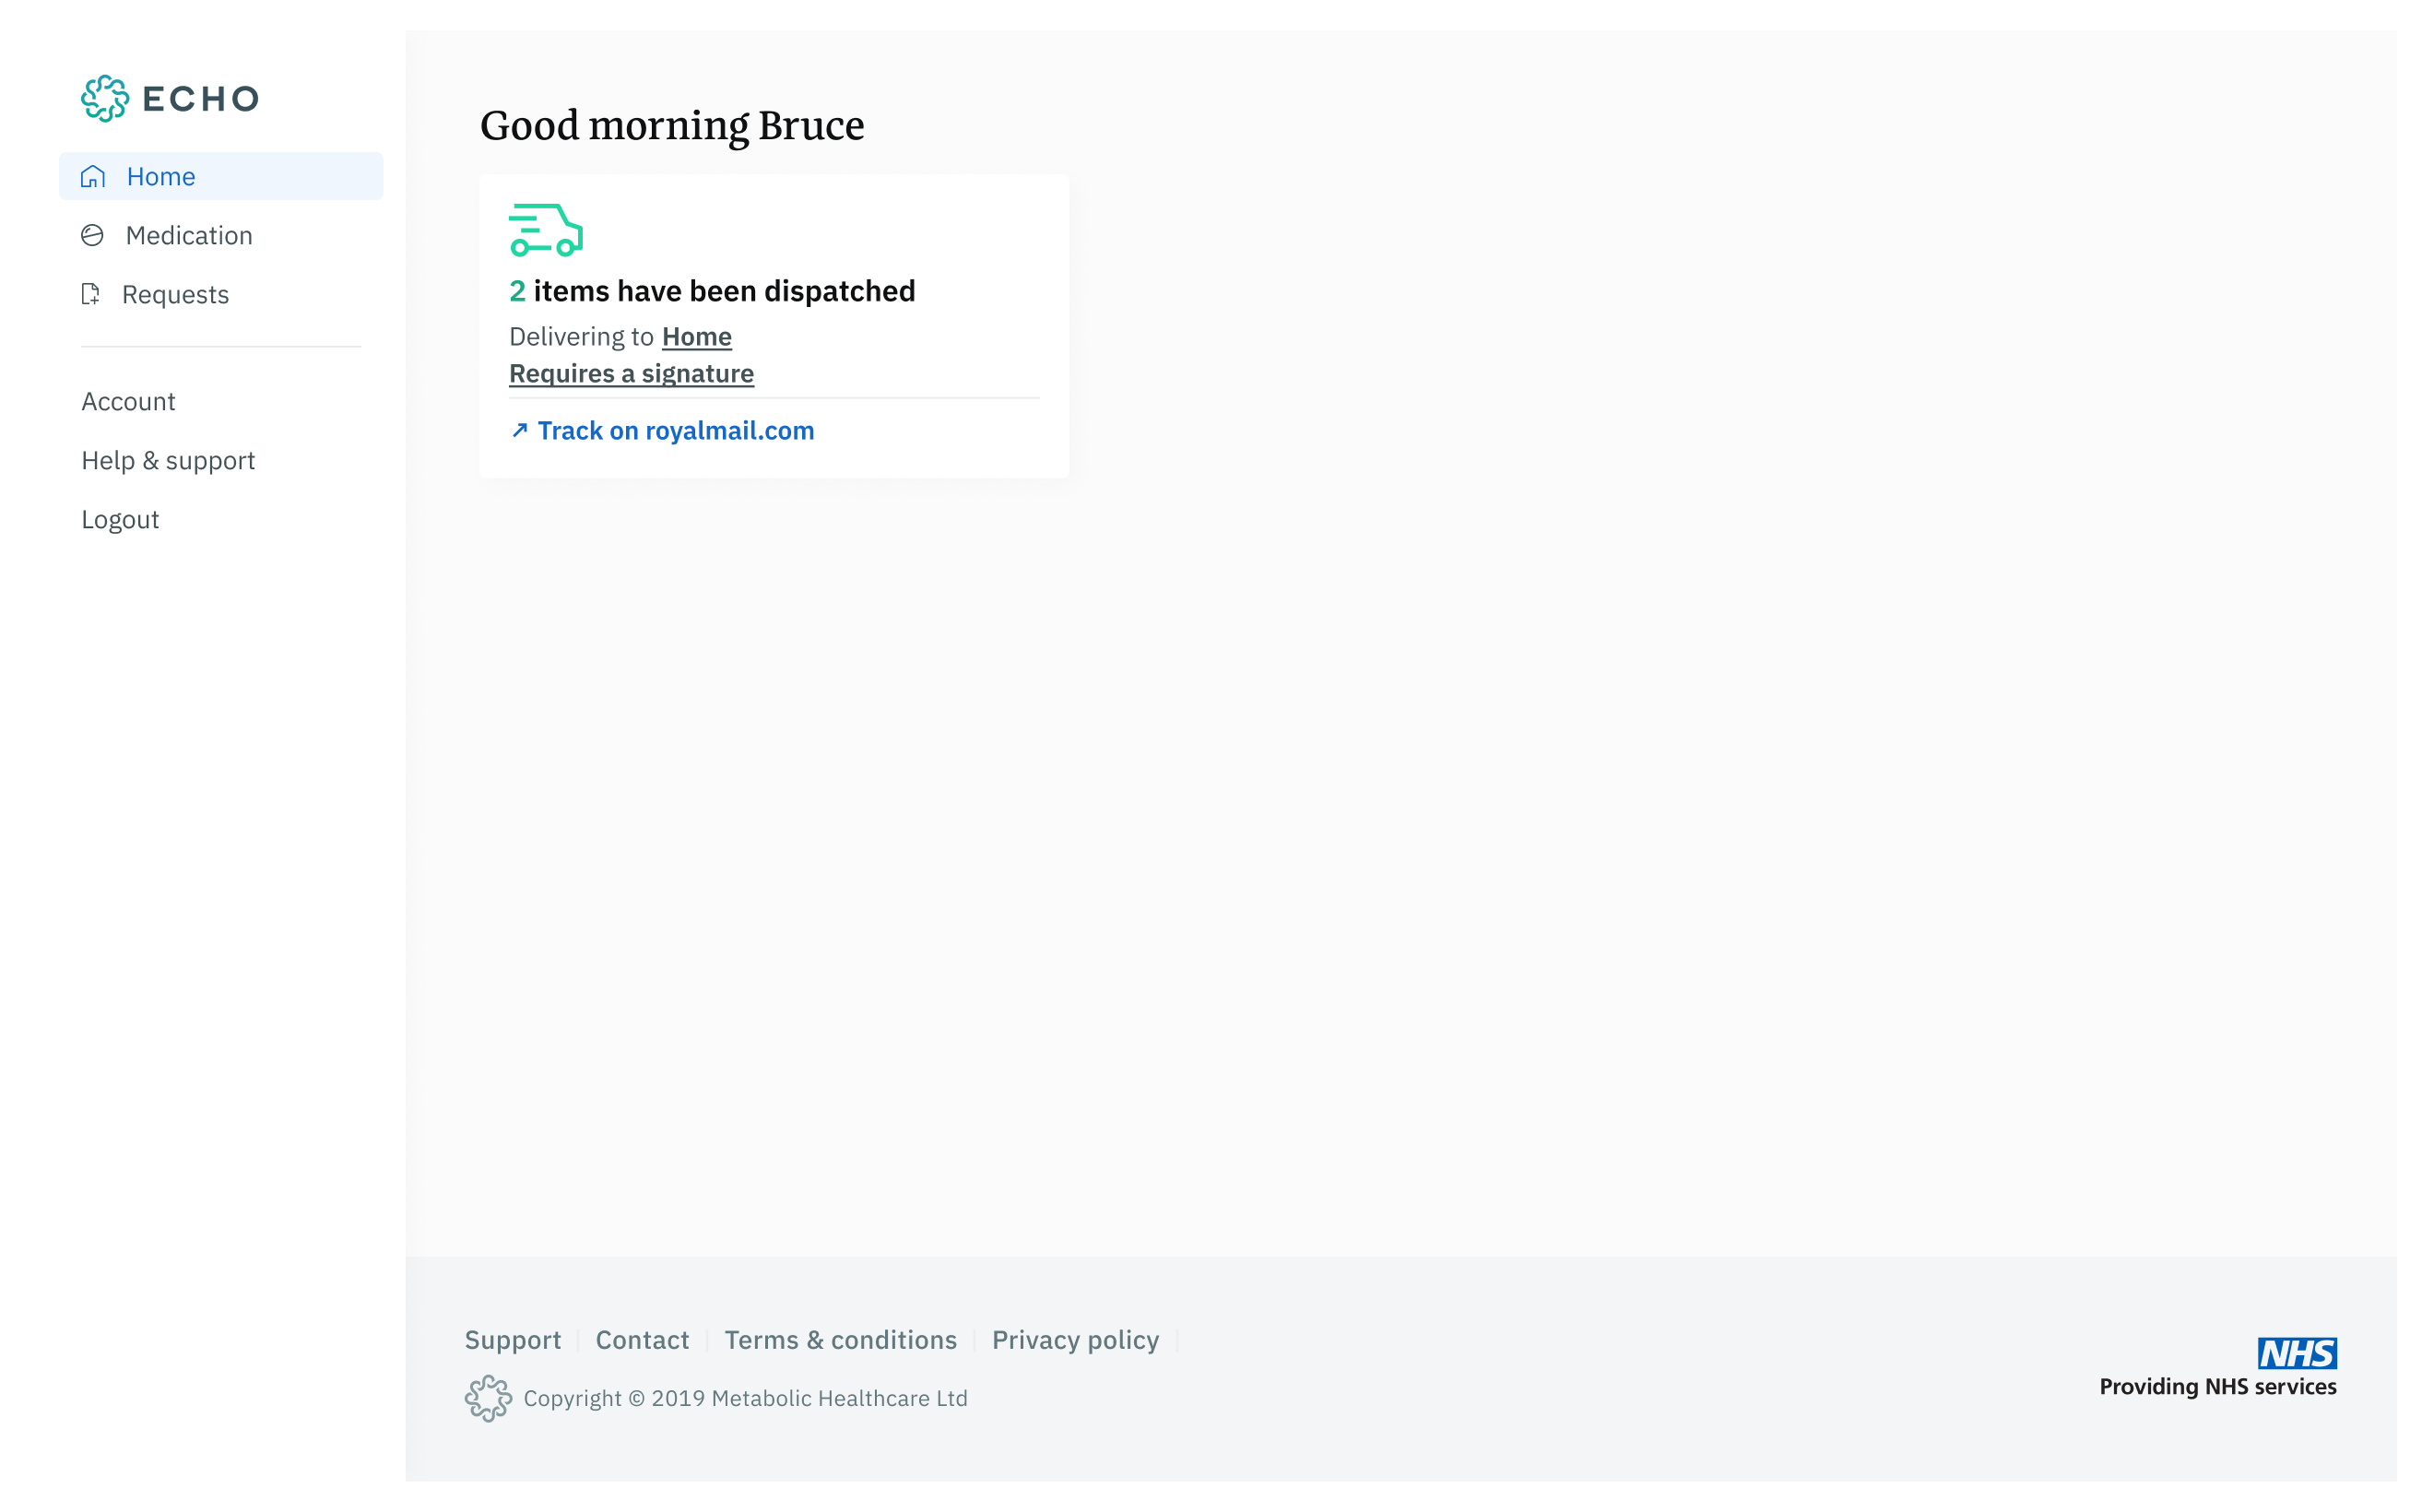 ECHO
Home
Medication
Requests
Account
Help & support
Logout
Good morning Bruce
2 items have been dispatched
Delivering to Home
Requires a signature
↗ Track on royalmail.com
Support
Contact
Terms & conditions
Privacy policy
Copyright © 2019 Metabolic Healthcare Ltd
NHS
Providing NHS services